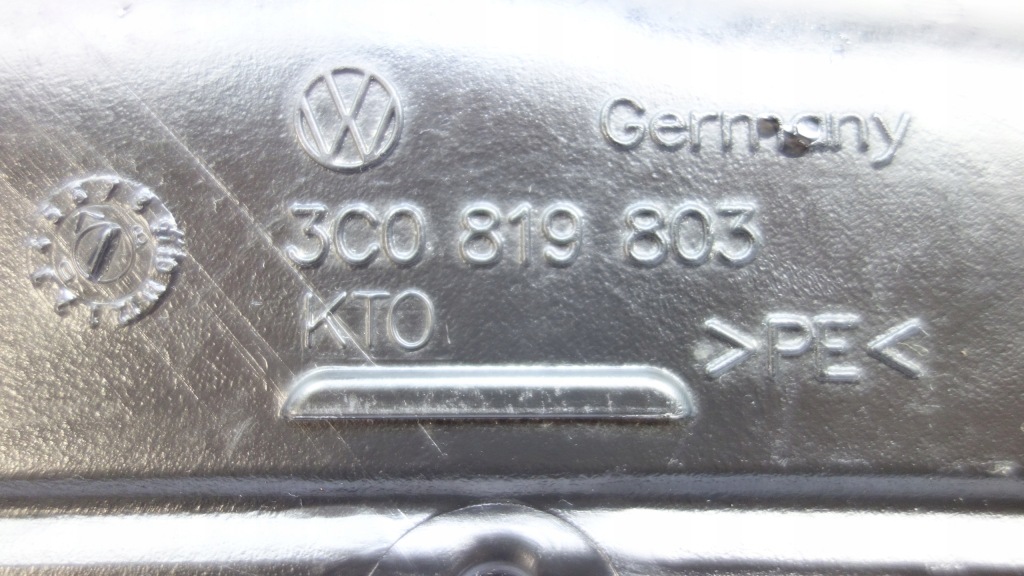 Germany
3C0 819 803
KTO
>PE<